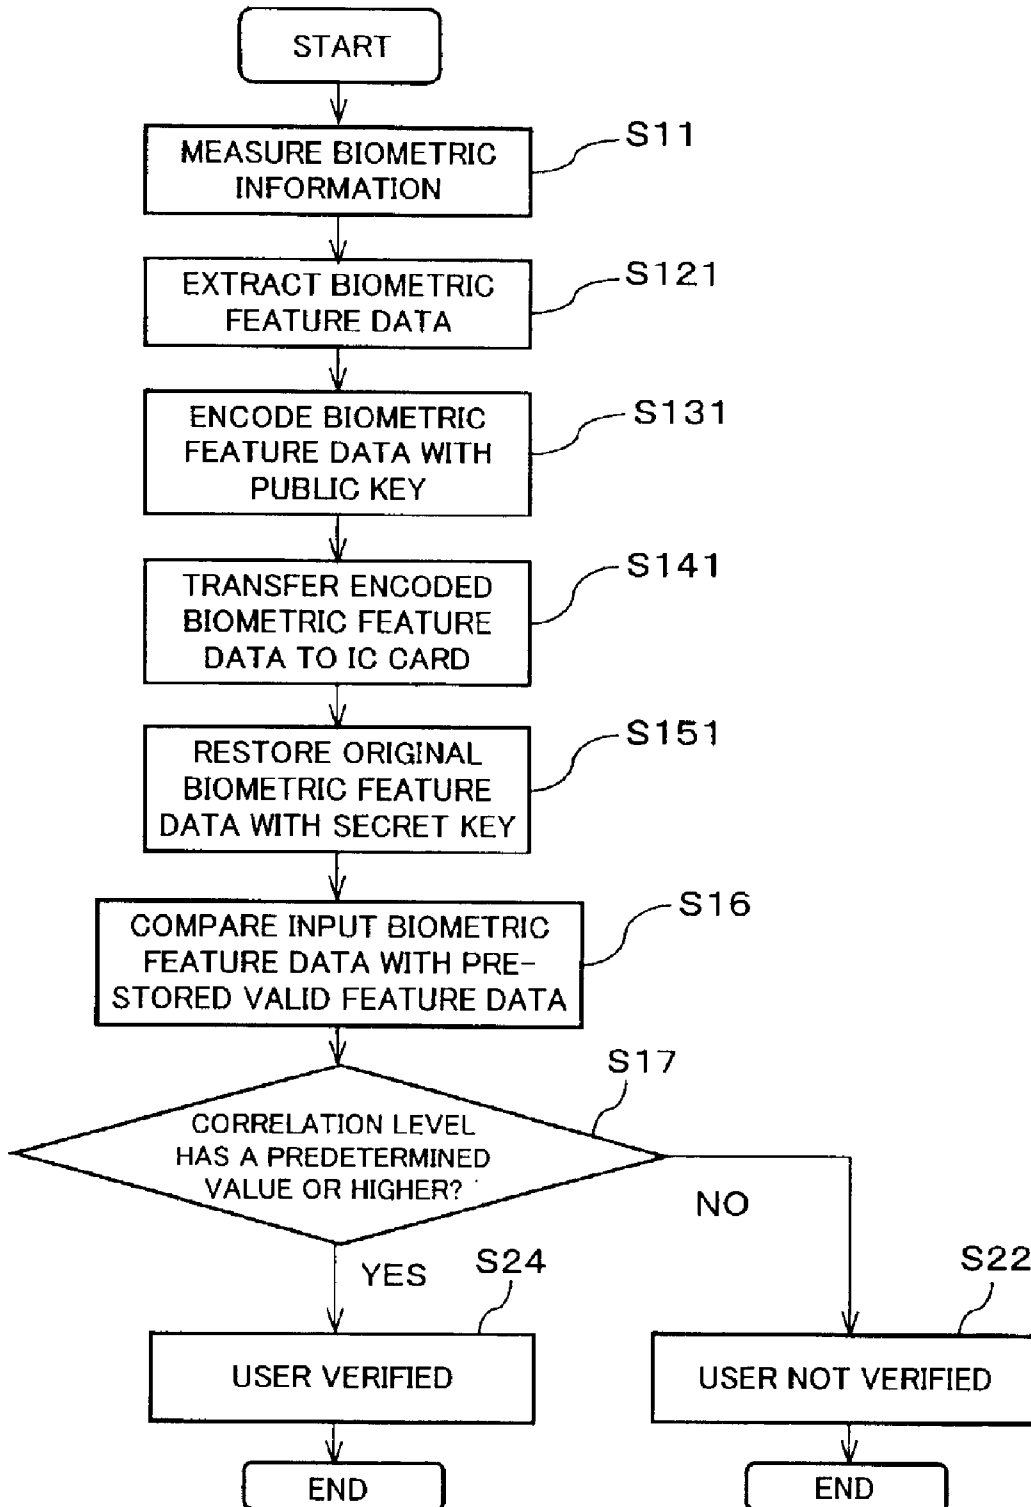 START
S11
MEASURE BIOMETRIC
INFORMATION
S121
EXTRACT BIOMETRIC
FEATURE DATA
S131
ENCODE BIOMETRIC
FEATURE DATA WITH
PUBLIC KEY
S141
TRANSFER ENCODED
BIOMETRIC FEATURE
DATA TO IC CARD
S151
RESTORE ORIGINAL
BIOMETRIC FEATURE
DATA WITH SECRET KEY
S16
COMPARE INPUT BIOMETRIC
FEATURE DATA WITH PRE-
STORED VALID FEATURE DATA
S17
CORRELATION LEVEL
HAS A PREDETERMINED
VALUE OR HIGHER?
NO
YES
S24
S22
USER VERIFIED
USER NOT VERIFIED
END
END